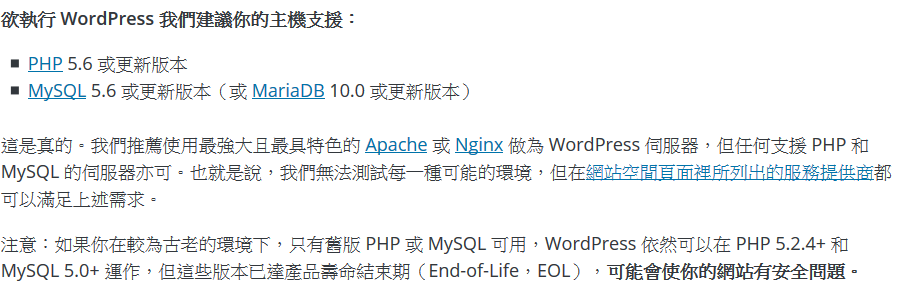 欲執行 WordPress 我們建議你的主機支援：
PHP 5.6 或更新版本
MySQL 5.6 或更新版本（或 MariaDB 10.0 或更新版本）
這是真的。我們推薦使用最強大且最具特色的 Apache 或 Nginx 做為 WordPress 伺服器，但任何支援 PHP 和
MySQL 的伺服器亦可。也就是說，我們無法測試每一種可能的環境，但在網站空間頁面裡所列出的服務提供商都
可以滿足上述需求。
注意：如果你在較為古老的環境下，只有舊版 PHP 或 MySQL 可用，WordPress 依然可以在 PHP 5.2.4+ 和
MySQL 5.0+ 運作，但這些版本已達產品壽命結束期（End-of-Life，EOL），可能會使你的網站有安全問題。